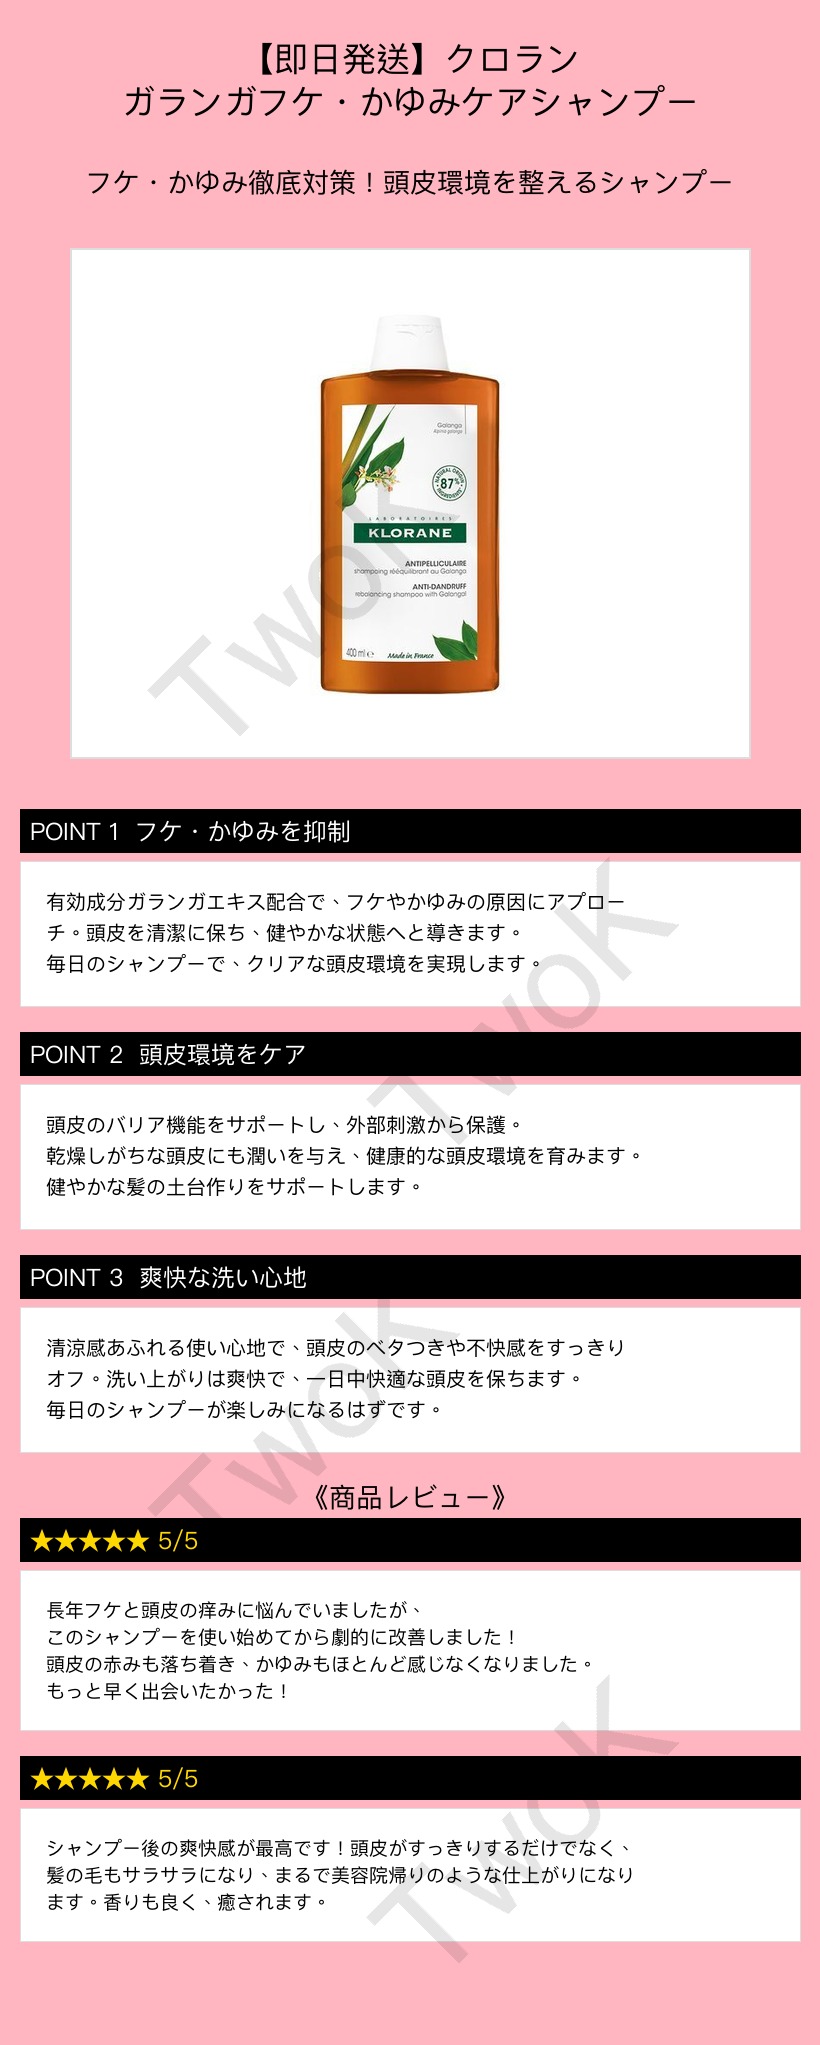 【即日発送】クロラン
ガランガフケ・かゆみケアシャンプー
フケ・かゆみ徹底対策！頭皮環境を整えるシャンプー
Galanga
Alpinia galanga
NATURAL ORIGIN
87%
INGREDIENTS
LABORATOIRES
KLORANE
ANTIPELLICULAIRE
shampoing rééquilibrant au Galanga
ANTI-DANDRUFF
rebalancing shampoo with Galangal
400 ml e
Made in France
TwoK
POINT 1 フケ・かゆみを抑制
有効成分ガランガエキス配合で、フケやかゆみの原因にアプロー
チ。頭皮を清潔に保ち、健やかな状態へと導きます。
毎日のシャンプーで、クリアな頭皮環境を実現します。
TwoK
POINT 2 頭皮環境をケア
頭皮のバリア機能をサポートし、外部刺激から保護。
乾燥しがちな頭皮にも潤いを与え、健康的な頭皮環境を育みます。
健やかな髪の土台作りをサポートします。
POINT 3 爽快な洗い心地
清涼感あふれる使い心地で、頭皮のベタつきや不快感をすっきり
オフ。洗い上がりは爽快で、一日中快適な頭皮を保ちます。
毎日のシャンプーが楽しみになるはずです。
TwoK
《商品レビュー》
★★★★★ 5/5
長年フケと頭皮の痒みに悩んでいましたが、
このシャンプーを使い始めてから劇的に改善しました！
頭皮の赤みも落ち着き、かゆみもほとんど感じなくなりました。
もっと早く出会いたかった！
★★★★★ 5/5
シャンプー後の爽快感が最高です！頭皮がすっきりするだけでなく、
髪の毛もサラサラになり、まるで美容院帰りのような仕上がりになり
ます。香りも良く、癒されます。
TwoK